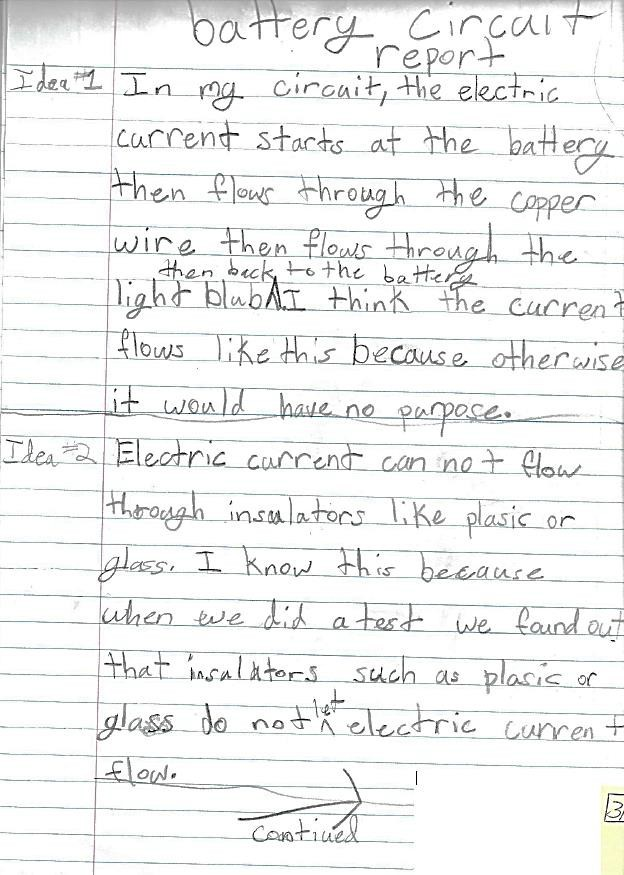 battery circuit
report
Idea #1 In my circuit, the electric
current starts at the battery
then flows through the copper
wire then flows through the
then back to the battery
light blub^I think the current
flows like this because otherwise
it would have no purpose.
Idea #2 Electric current can not flow
through insulators like plasic or
glass. I know this because
when we did a test we found out
that insulators such as plasic or
let
glass do not ^ electric current
flow.
contiued
3